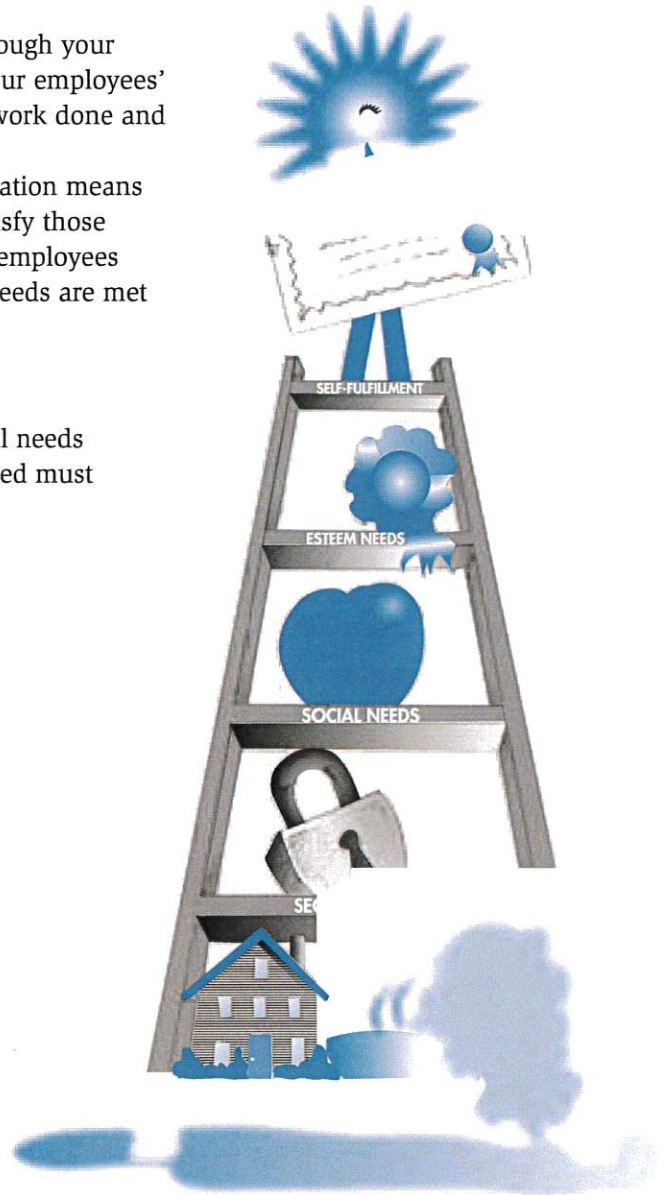 ough your
ur employees’
work done and
ation means
sfy those
employees
eeds are met
l needs
ed must
SELF-FULFILLMENT
ESTEEM NEEDS
SOCIAL NEEDS
SEC